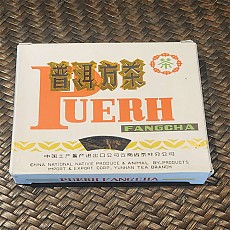 普洱方茶
茶
PUERH
FANGCHA
中国土产畜产进出口公司云南省茶叶分公司
CHINA NATIONAL NATIVE PRODUCE & ANIMAL BY-PRODUCTS
IMPORT & EXPORT CORP., YUNNAN TEA BRANCH
PUERH FANGCHA